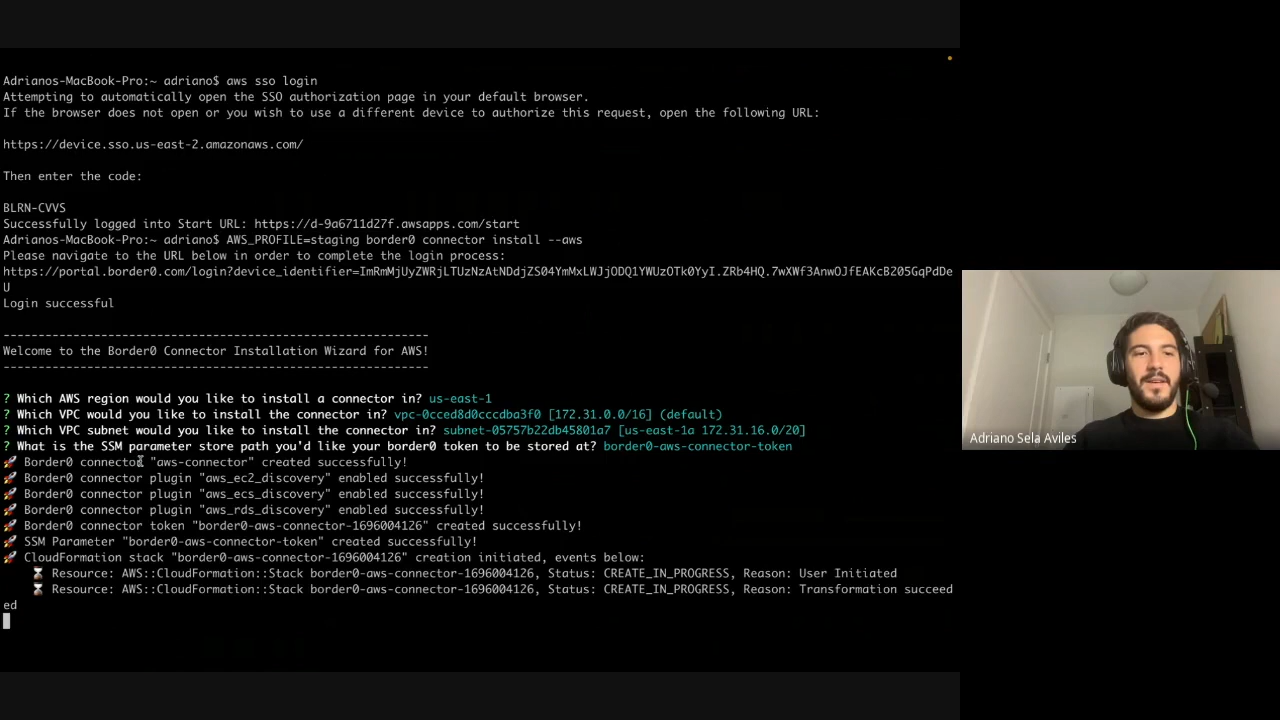 Adrianos-MacBook-Pro:~ adriano$ aws sso login
Attempting to automatically open the SSO authorization page in your default browser.
If the browser does not open or you wish to use a different device to authorize this request, open the following URL:
https://device.sso.us-east-2.amazonaws.com/
Then enter the code:
BLRN-CVVS
Successfully logged into Start URL: https://d-9a6711d27f.awsapps.com/start
Adrianos-MacBook-Pro:~ adriano$ AWS_PROFILE=staging border0 connector install --aws
Please navigate to the URL below in order to complete the login process:
https://portal.border0.com/login?device_identifier=ImRmMjUyZWRjLTUzNzAtNDdjZS04YmMxLWJjODQ1YWUzOTk0YyI.ZRb4HQ.7wXWf3AnwOJfEAKcB205GqPdDe
U
Login successful
-------------------------------------------------------------
Welcome to the Border0 Connector Installation Wizard for AWS!
-------------------------------------------------------------
? Which AWS region would you like to install a connector in? us-east-1
? Which VPC would you like to install the connector in? vpc-0cced8d0cccdba3f0 [172.31.0.0/16] (default)
? Which VPC subnet would you like to install the connector in? subnet-05757b22db45801a7 [us-east-1a 172.31.16.0/20]
? What is the SSM parameter store path you'd like your border0 token to be stored at? border0-aws-connector-token
🚀 Border0 connector "aws-connector" created successfully!
🚀 Border0 connector plugin "aws_ec2_discovery" enabled successfully!
🚀 Border0 connector plugin "aws_ecs_discovery" enabled successfully!
🚀 Border0 connector plugin "aws_rds_discovery" enabled successfully!
🚀 Border0 connector token "border0-aws-connector-1696004126" created successfully!
🚀 SSM Parameter "border0-aws-connector-token" created successfully!
🚀 CloudFormation stack "border0-aws-connector-1696004126" creation initiated, events below:
⌛ Resource: AWS::CloudFormation::Stack border0-aws-connector-1696004126, Status: CREATE_IN_PROGRESS, Reason: User Initiated
⌛ Resource: AWS::CloudFormation::Stack border0-aws-connector-1696004126, Status: CREATE_IN_PROGRESS, Reason: Transformation succeed
ed
Adriano Sela Aviles